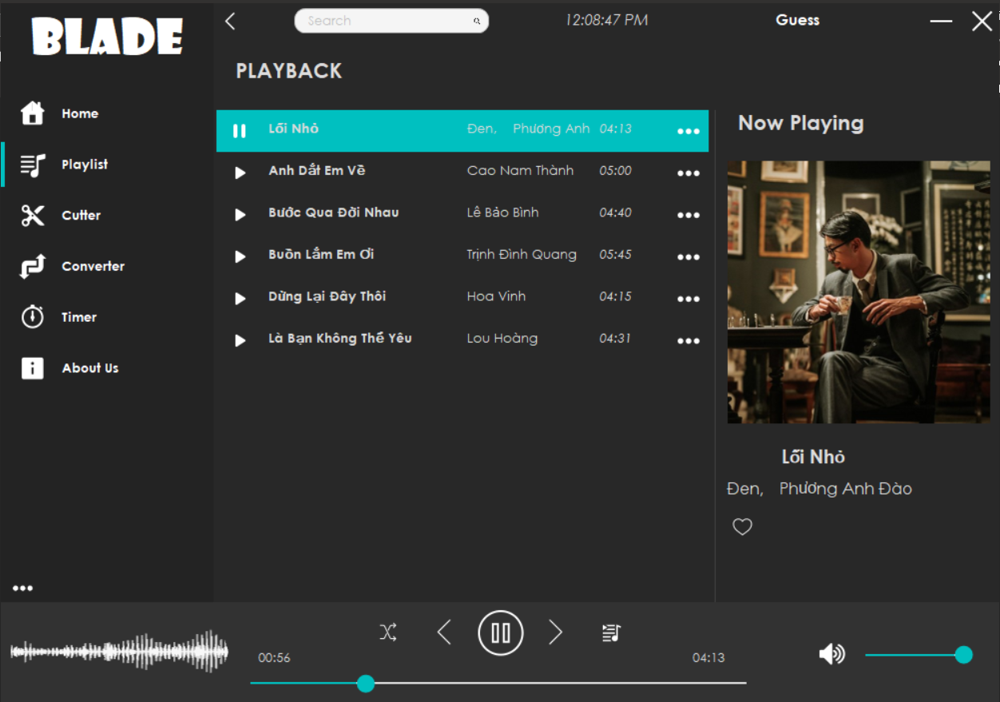 BLADE
Search
12:08:47 PM
Guess
PLAYBACK
Home
Playlist
Cutter
Converter
Timer
About Us
Lối Nhỏ Đen, Phương Anh 04:13
Anh Dắt Em Về Cao Nam Thành 05:00
Bước Qua Đời Nhau Lê Bảo Bình 04:40
Buồn Lắm Em Ơi Trịnh Đình Quang 05:45
Dừng Lại Đây Thôi Hoa Vinh 04:15
Là Bạn Không Thể Yêu Lou Hoàng 04:31
Now Playing
Lối Nhỏ
Đen, Phương Anh Đào
00:56
04:13